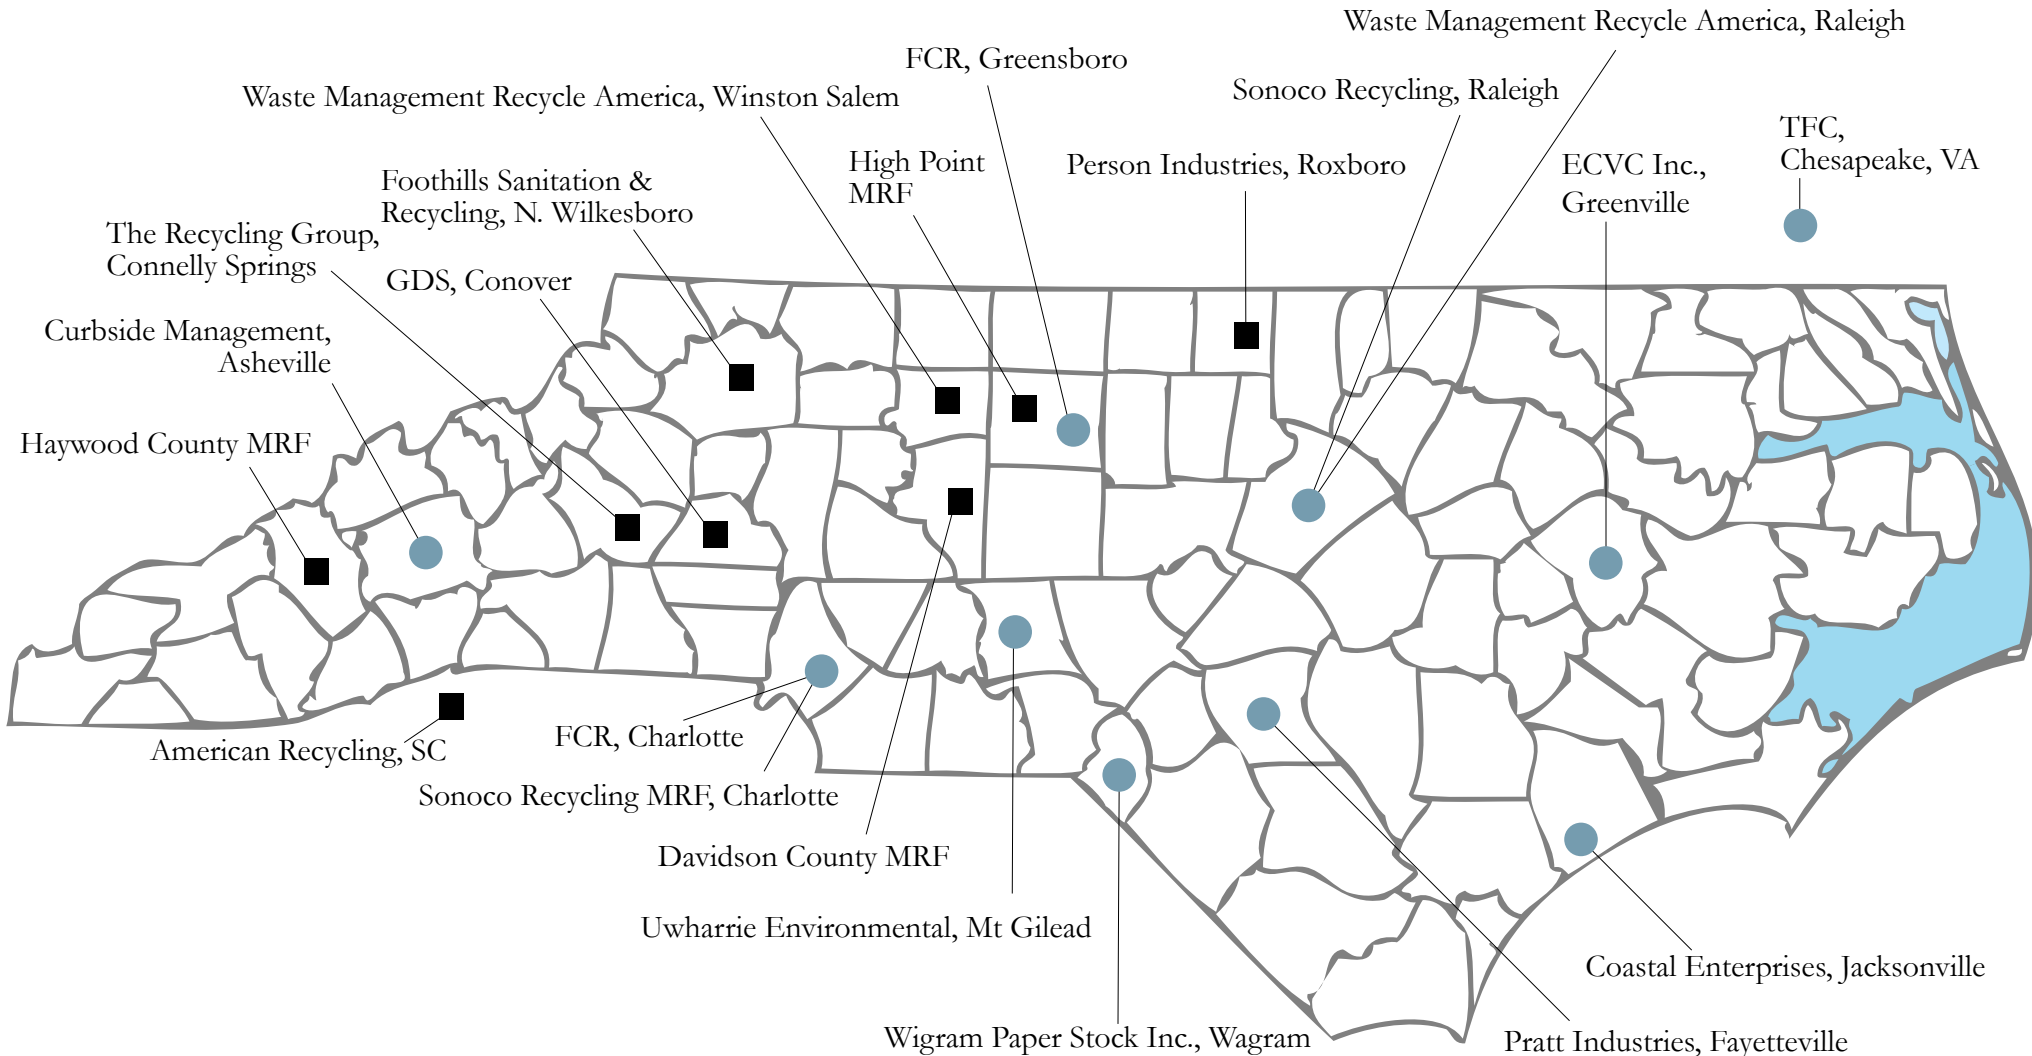 Waste Management Recycle America, Raleigh
FCR, Greensboro
Sonoco Recycling, Raleigh
Waste Management Recycle America, Winston Salem
TFC,
Chesapeake, VA
High Point
MRF
Person Industries, Roxboro
ECVC Inc.,
Greenville
Foothills Sanitation &
Recycling, N. Wilkesboro
The Recycling Group,
Connelly Springs
GDS, Conover
Curbside Management,
Asheville
Haywood County MRF
American Recycling, SC
FCR, Charlotte
Sonoco Recycling MRF, Charlotte
Davidson County MRF
Uwharrie Environmental, Mt Gilead
Coastal Enterprises, Jacksonville
Wigram Paper Stock Inc., Wagram
Pratt Industries, Fayetteville